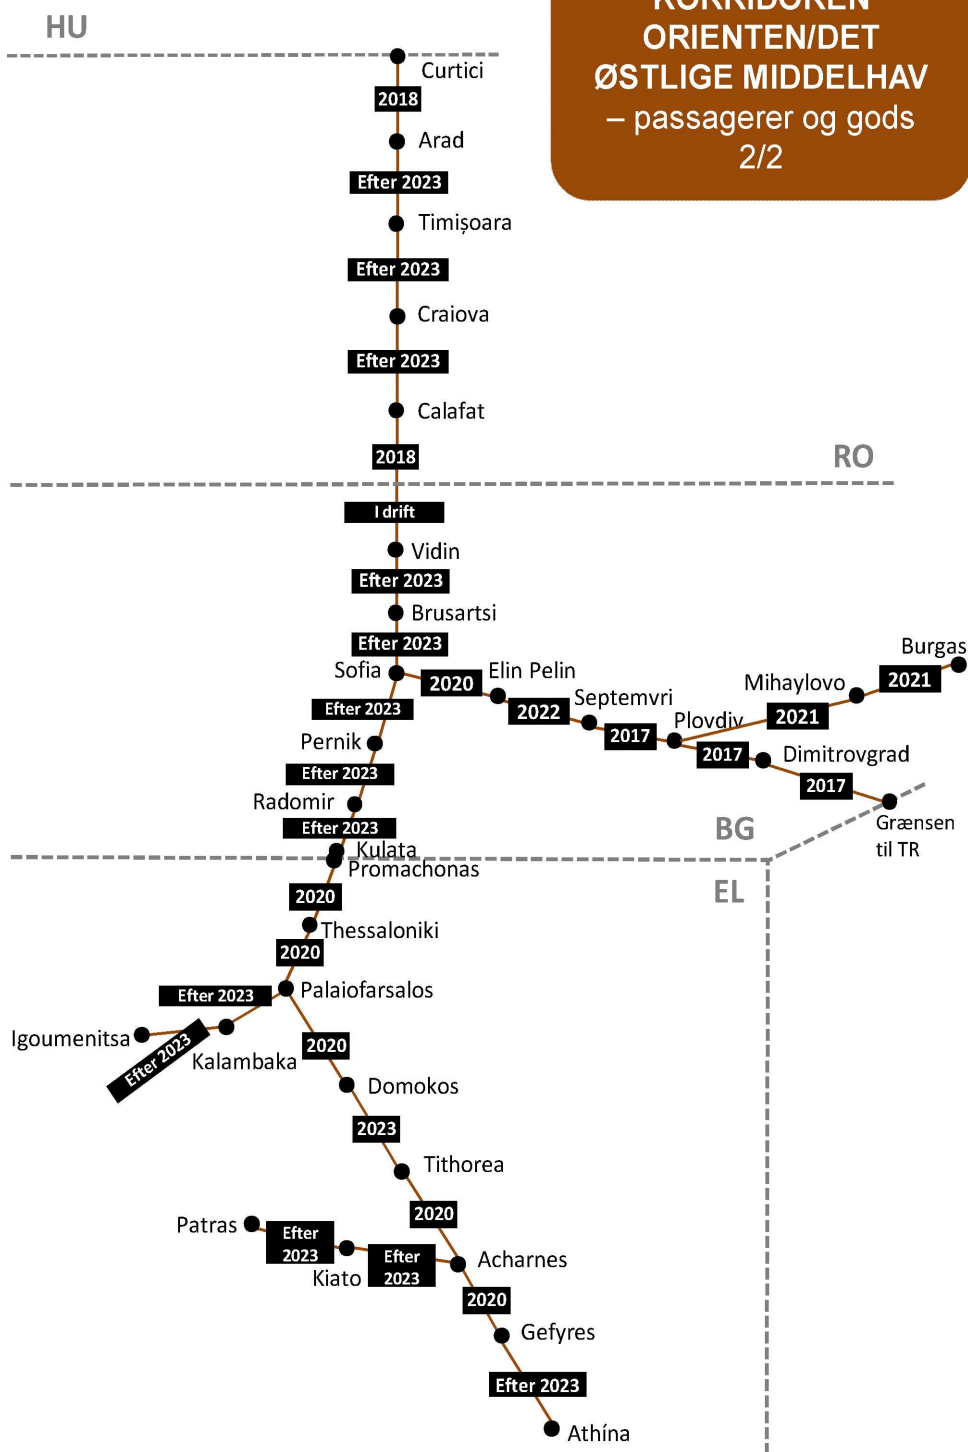 HU
KORRIDOREN
ORIENTEN/DET
ØSTLIGE MIDDELHAV
– passagerer og gods
2/2
Curtici
2018
Arad
Efter 2023
Timișoara
Efter 2023
Craiova
Efter 2023
Calafat
2018
RO
I drift
Vidin
Efter 2023
Brusartsi
Efter 2023
Sofia
2020
Elin Pelin
2022
Septemvri
2017
Plovdiv
2021
Mihaylovo
2021
Burgas
2017
Dimitrovgrad
2017
Grænsen
til TR
Efter 2023
Pernik
Efter 2023
Radomir
Efter 2023
BG
Kulata
Promachonas
EL
2020
Thessaloniki
2020
Palaiofarsalos
Efter 2023
Igoumenitsa
Efter 2023
Kalambaka
2020
Domokos
2023
Tithorea
2020
Patras
Efter
2023
Kiato
Efter
2023
Acharnes
2020
Gefyres
Efter 2023
Athína